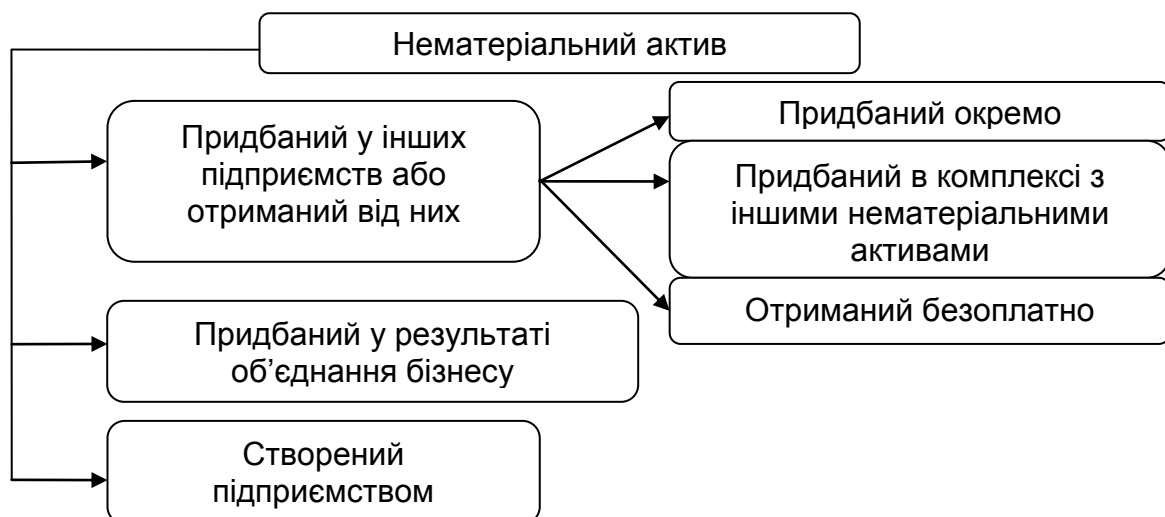 Нематеріальний актив
Придбаний у інших
підприємств або
отриманий від них
Придбаний окремо
Придбаний в комплексі з
іншими нематеріальними
активами
Отриманий безоплатно
Придбаний у результаті
об’єднання бізнесу
Створений
підприємством